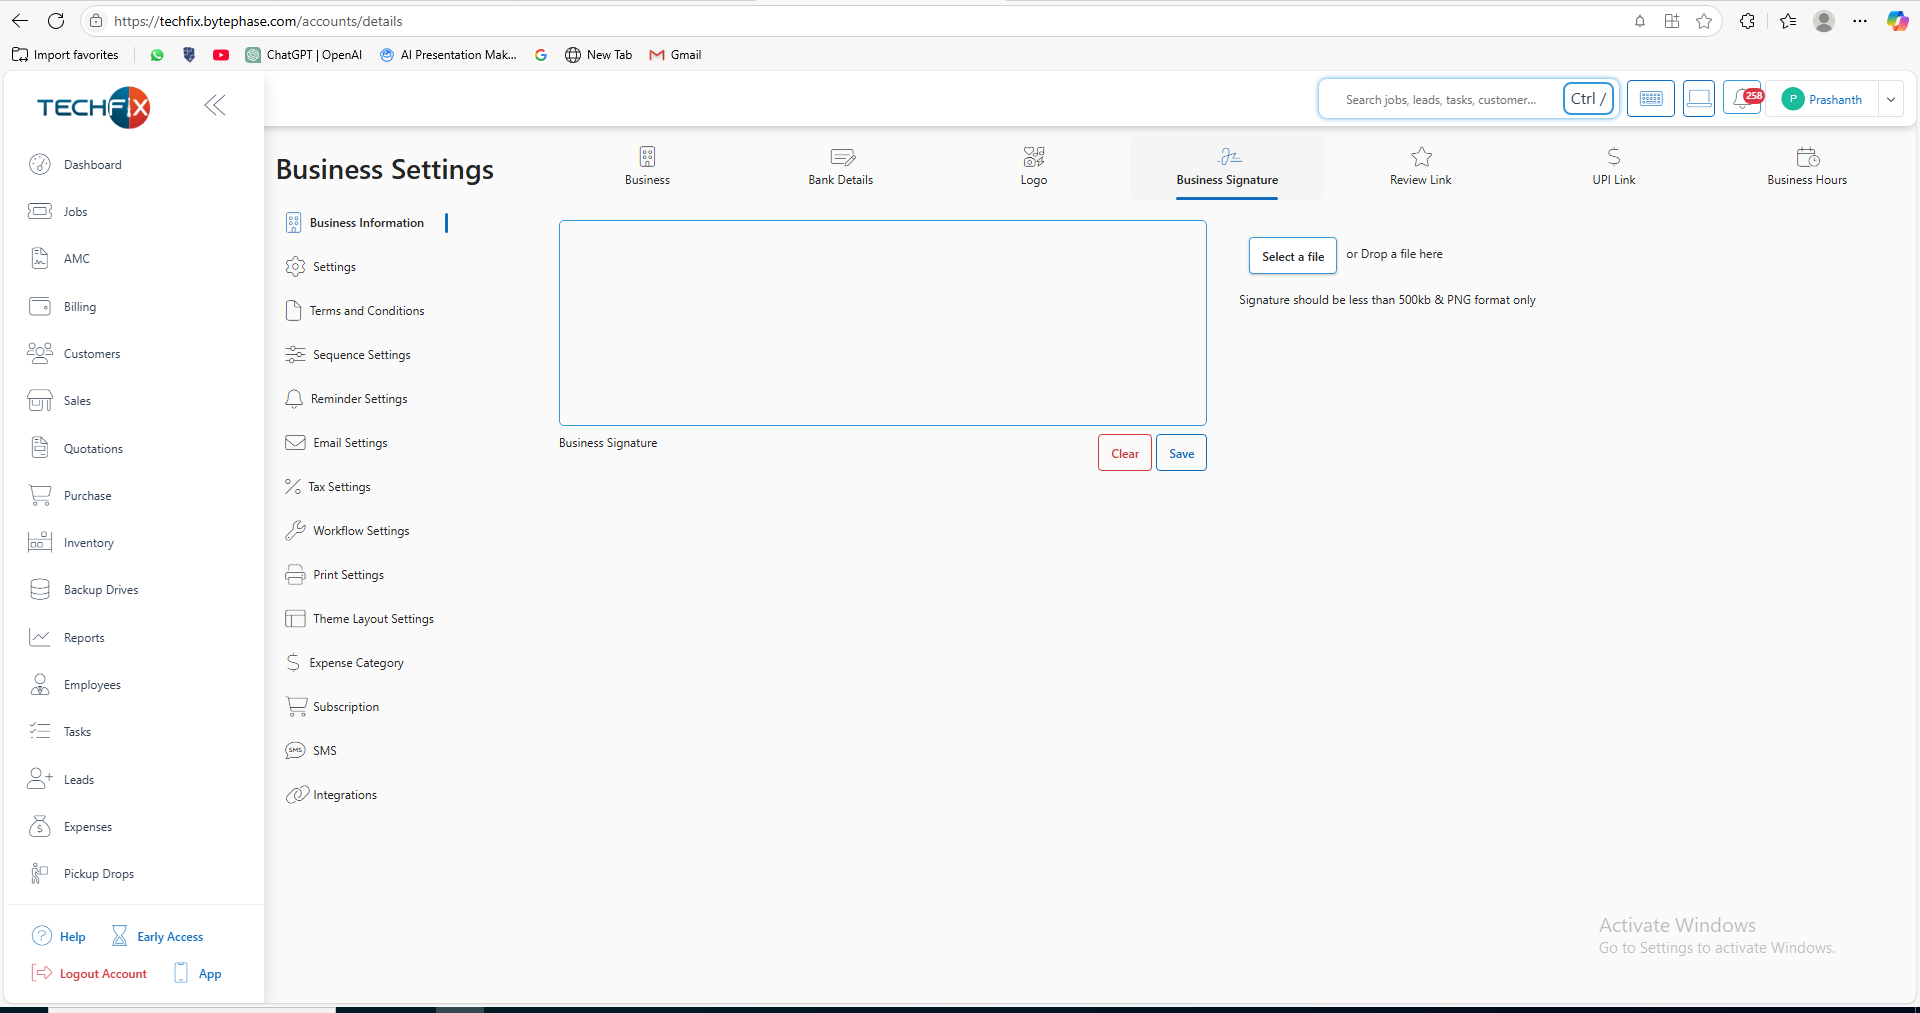 https://techfix.bytephase.com/accounts/details
Import favorites
ChatGPT | OpenAI
AI Presentation Mak...
New Tab
Gmail
TECHFIX
Search jobs, leads, tasks, customer...
Ctrl /
258
P
Prashanth
Dashboard
Jobs
AMC
Billing
Customers
Sales
Quotations
Purchase
Inventory
Backup Drives
Reports
Employees
Tasks
Leads
Expenses
Pickup Drops
Help
Early Access
Logout Account
App
Business Settings
Business Information
Settings
Terms and Conditions
Sequence Settings
Reminder Settings
Email Settings
Tax Settings
Workflow Settings
Print Settings
Theme Layout Settings
Expense Category
Subscription
SMS
SMS
Integrations
Business
Bank Details
Logo
Business Signature
Review Link
UPI Link
Business Hours
Business Signature
Clear
Save
Select a file
or Drop a file here
Signature should be less than 500kb & PNG format only
Activate Windows
Go to Settings to activate Windows.